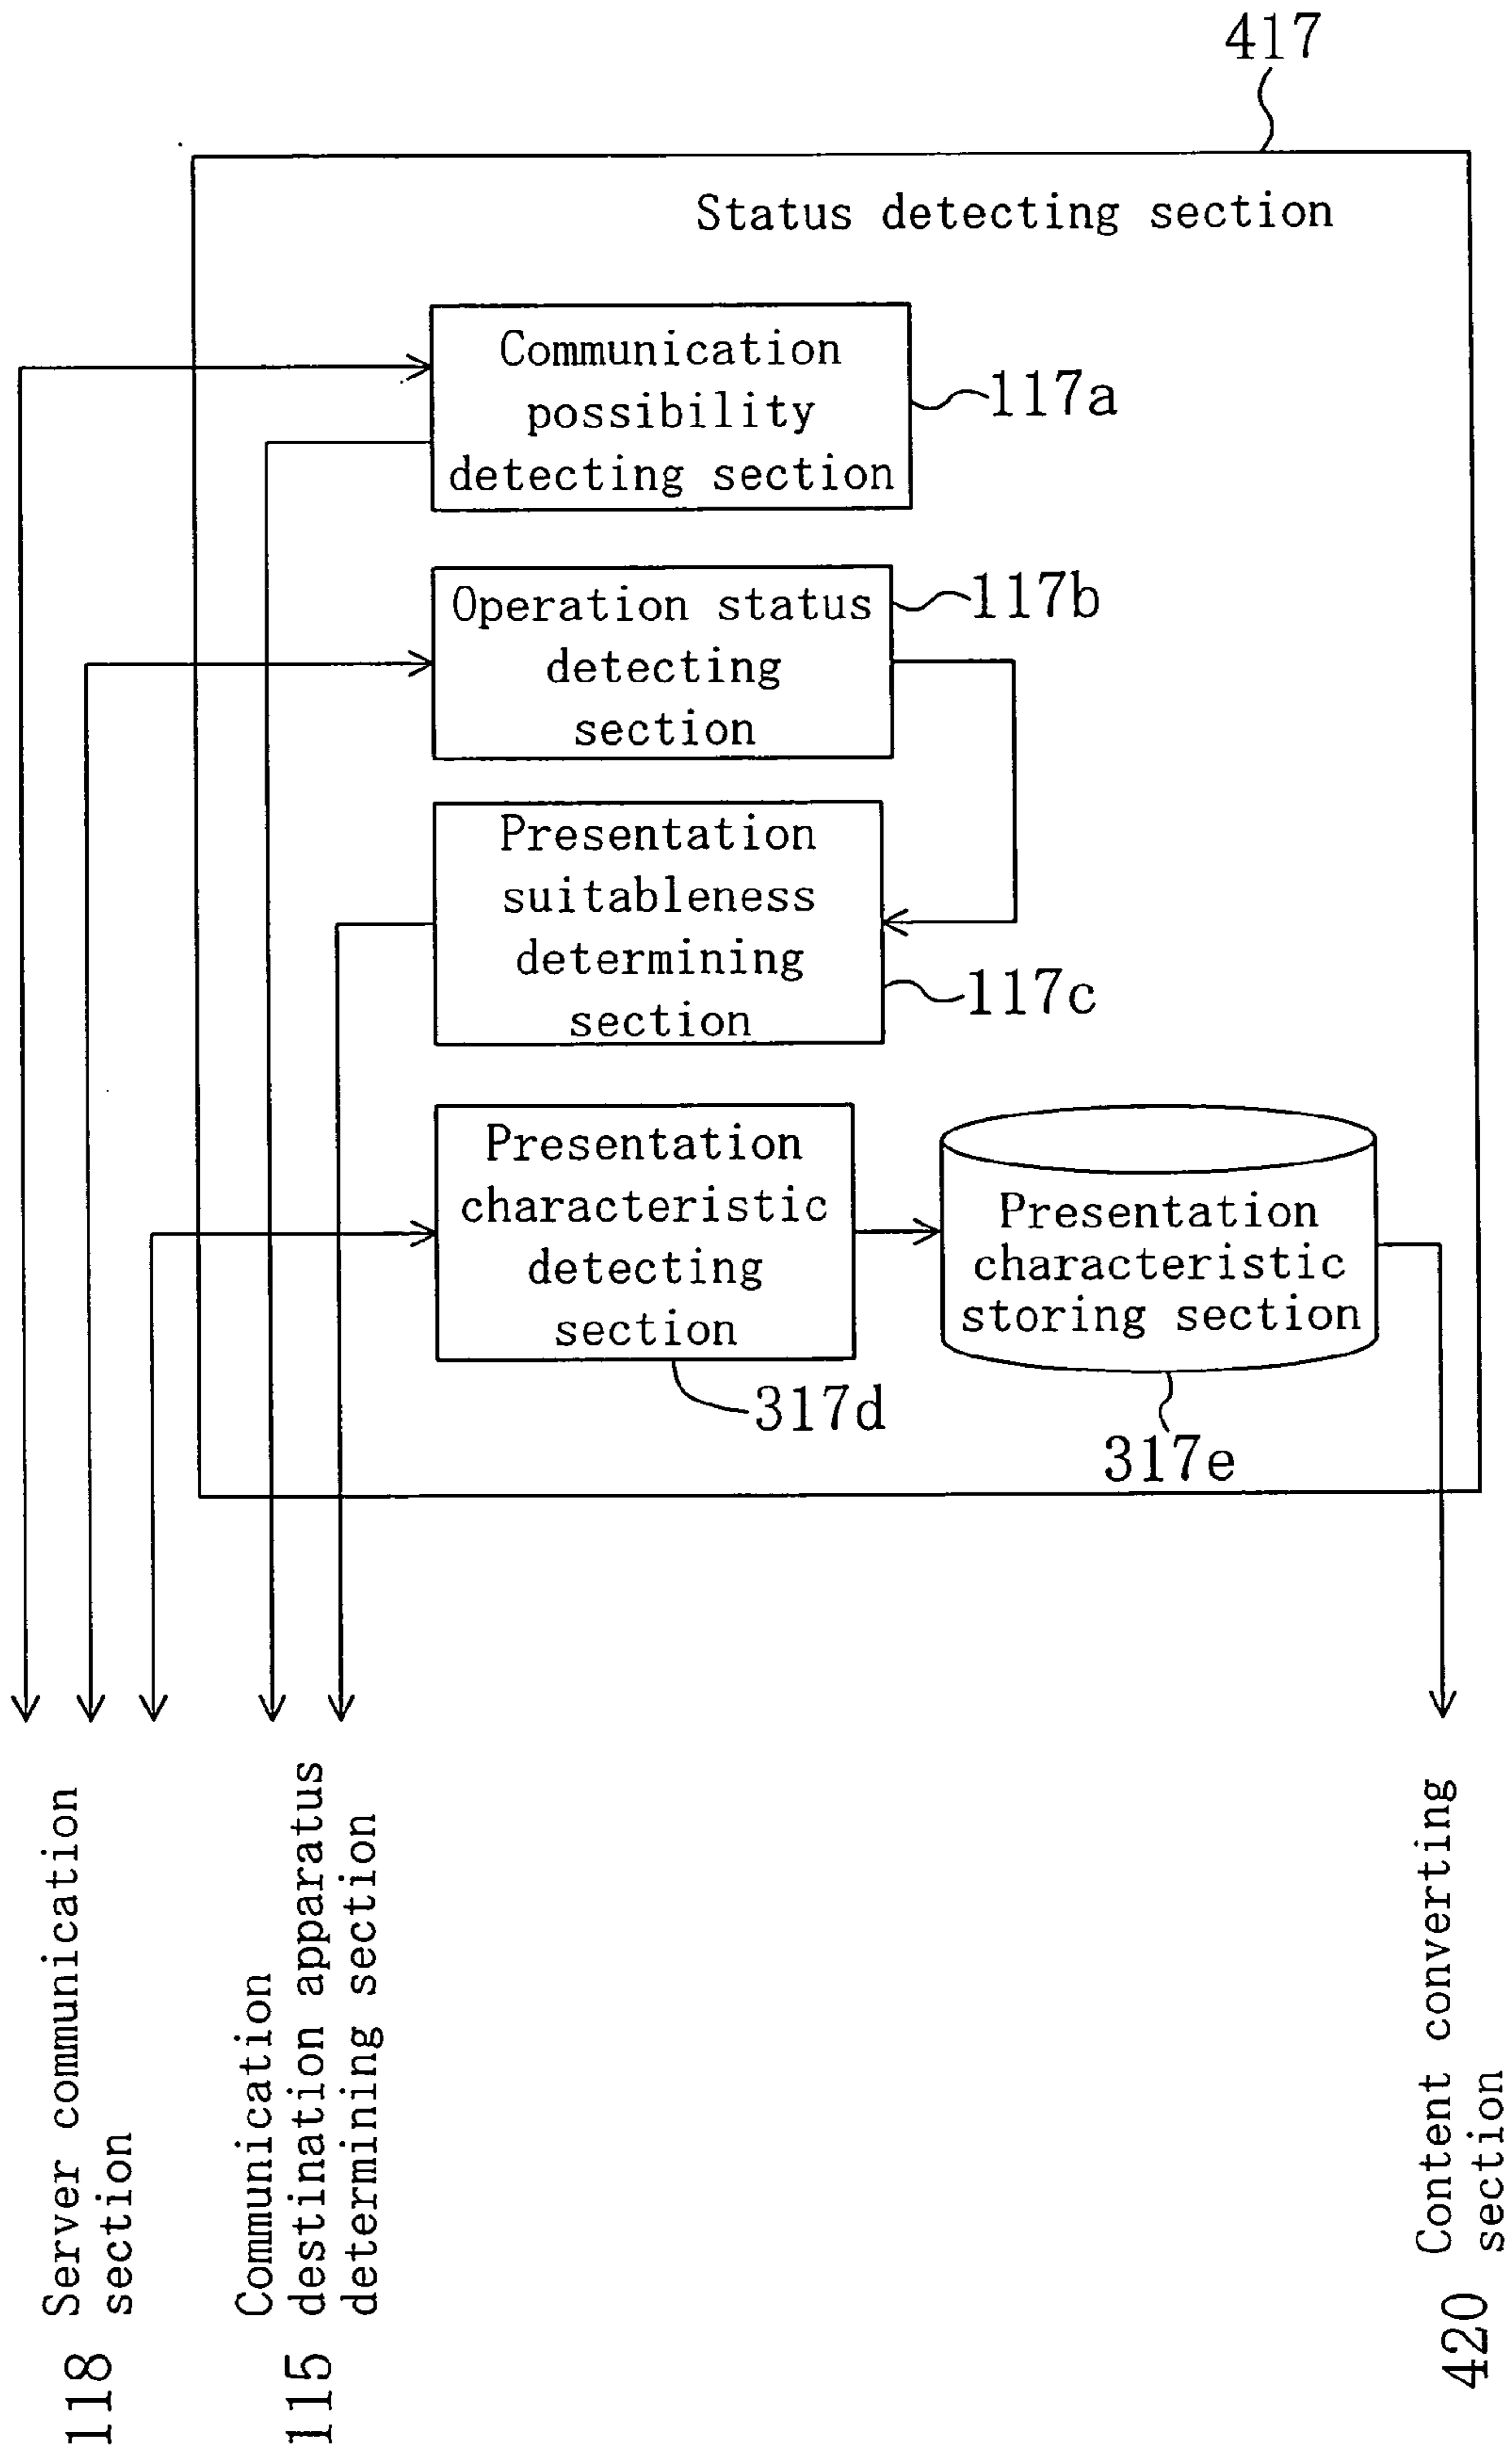 417
Status detecting section
Communication
possibility
detecting section
117a
Operation status
detecting
section
117b
Presentation
suitableness
determining
section
117c
Presentation
characteristic
detecting
section
317d
Presentation
characteristic
storing section
317e
118 Server communication
section
Communication
115 destination apparatus
determining section
420 Content converting
section